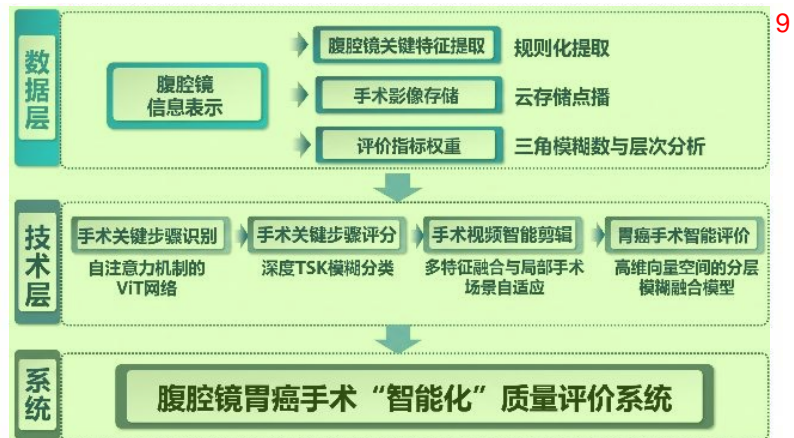 9
数据层
腹腔镜
信息表示
腹腔镜关键特征提取 规则化提取
手术影像存储 云存储点播
评价指标权重 三角模糊数与层次分析
技术层
手术关键步骤识别 手术关键步骤评分 手术视频智能剪辑 胃癌手术智能评价
自注意力机制的
ViT网络
深度TSK模糊分类
多特征融合与局部手术
场景自适应
高维向量空间的分层
模糊融合模型
系统
腹腔镜胃癌手术“智能化”质量评价系统